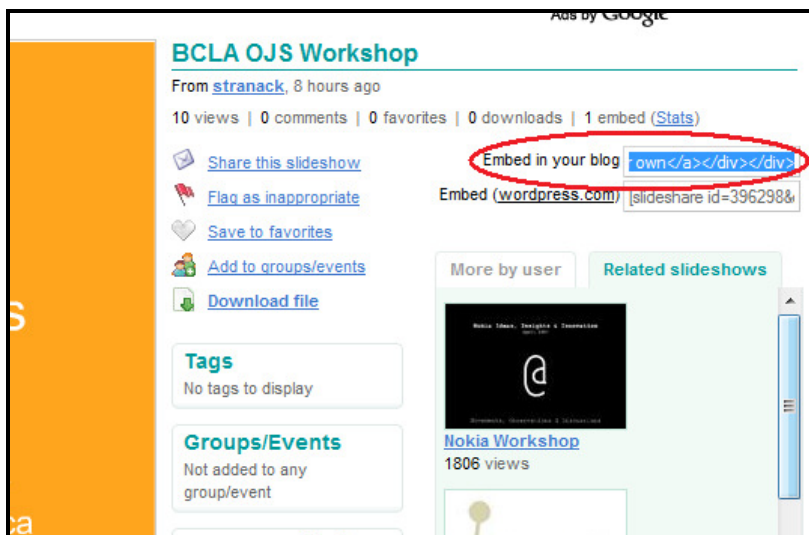 Ads by Google
BCLA OJS Workshop
From stranack, 8 hours ago
10 views | 0 comments | 0 favorites | 0 downloads | 1 embed (Stats)
Share this slideshow
Flag as inappropriate
Save to favorites
Add to groups/events
Download file
Embed in your blog r own</a></div></div>
Embed (wordpress.com) [slideshare id=396298&
More by user
Related slideshows
Nokia Ideas, Insights & Innovation
@
Nokia Workshop
1806 views
Tags
No tags to display
Groups/Events
Not added to any
group/event
s
ca